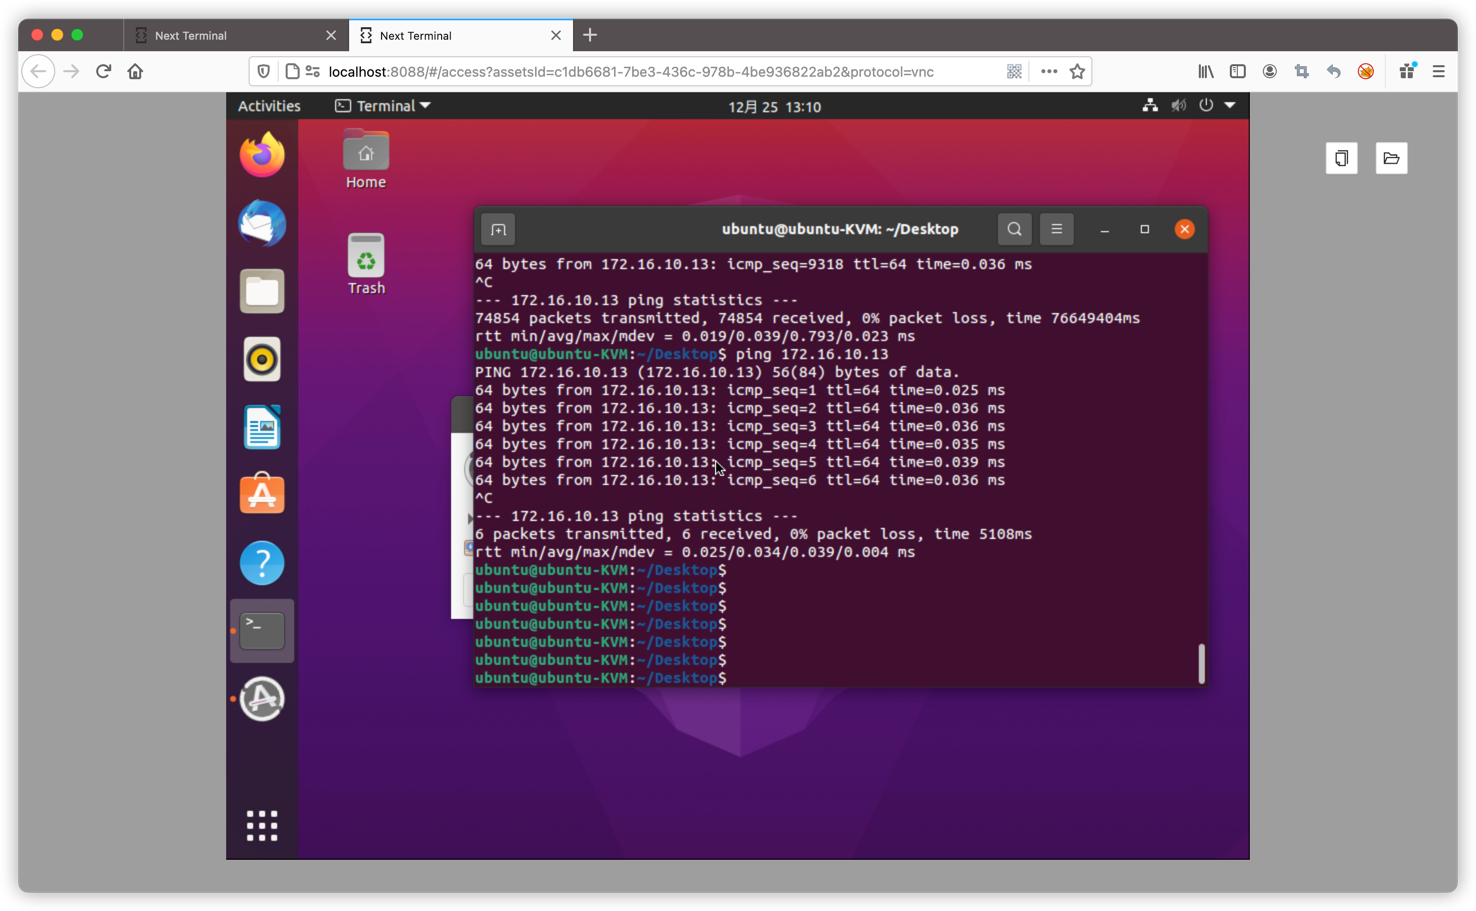 Next Terminal
Next Terminal
localhost:8088/#/access?assetsId=c1db6681-7be3-436c-978b-4be936822ab2&protocol=vnc
Activities
Terminal
12月 25 13:10
Home
Trash
ubuntu@ubuntu-KVM: ~/Desktop
64 bytes from 172.16.10.13: icmp_seq=9318 ttl=64 time=0.036 ms
^C
--- 172.16.10.13 ping statistics ---
74854 packets transmitted, 74854 received, 0% packet loss, time 76649404ms
rtt min/avg/max/mdev = 0.019/0.039/0.793/0.023 ms
ubuntu@ubuntu-KVM:~/Desktop$ ping 172.16.10.13
PING 172.16.10.13 (172.16.10.13) 56(84) bytes of data.
64 bytes from 172.16.10.13: icmp_seq=1 ttl=64 time=0.025 ms
64 bytes from 172.16.10.13: icmp_seq=2 ttl=64 time=0.036 ms
64 bytes from 172.16.10.13: icmp_seq=3 ttl=64 time=0.036 ms
64 bytes from 172.16.10.13: icmp_seq=4 ttl=64 time=0.035 ms
64 bytes from 172.16.10.13: icmp_seq=5 ttl=64 time=0.039 ms
64 bytes from 172.16.10.13: icmp_seq=6 ttl=64 time=0.036 ms
^C
--- 172.16.10.13 ping statistics ---
6 packets transmitted, 6 received, 0% packet loss, time 5108ms
rtt min/avg/max/mdev = 0.025/0.034/0.039/0.004 ms
ubuntu@ubuntu-KVM:~/Desktop$
ubuntu@ubuntu-KVM:~/Desktop$
ubuntu@ubuntu-KVM:~/Desktop$
ubuntu@ubuntu-KVM:~/Desktop$
ubuntu@ubuntu-KVM:~/Desktop$
ubuntu@ubuntu-KVM:~/Desktop$
ubuntu@ubuntu-KVM:~/Desktop$